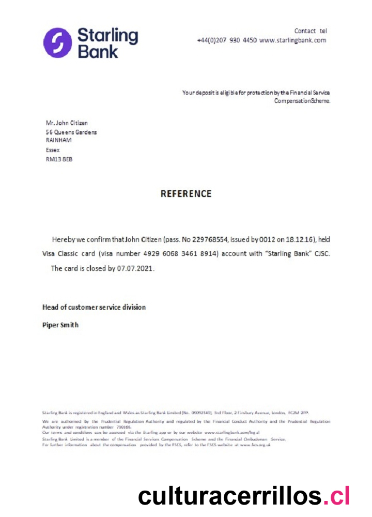 Starling
Bank
Contact tel
+44(0)207 930 4450 www.starlingbank.com
Your deposit is eligible for protection by the Financial Service
Compensation Scheme.
Mr. John Citizen
56 Queens Gardens
RAINHAM
Essex
RM13 8EB
REFERENCE
Hereby we confirm that John Citizen (pass. No 229768554, issued by 0012 on 18.12.16), held
Visa Classic card (visa number 4929 6068 3461 8914) account with "Starling Bank" CJSC.
The card is closed by 07.07.2021.
Head of customer service division
Piper Smith
Starling Bank is registered in England and Wales as Starling Bank Limited (No. 09092149), 3rd Floor, 2 Finsbury Avenue, London, EC2M 2PP.
We are authorised by the Prudential Regulation Authority and regulated by the Financial Conduct Authority and the Prudential Regulation
Authority under registration number
Our terms and conditions can be accessed via the Starling app or by our website
Starling Bank Limited is a member of the Financial Services Compensation Scheme and the Financial Ombudsman Service.
For further information about the compensation provided by the FSCS, refer to the FSCS website at www.fscs.org.uk
culturacerrillos.cl